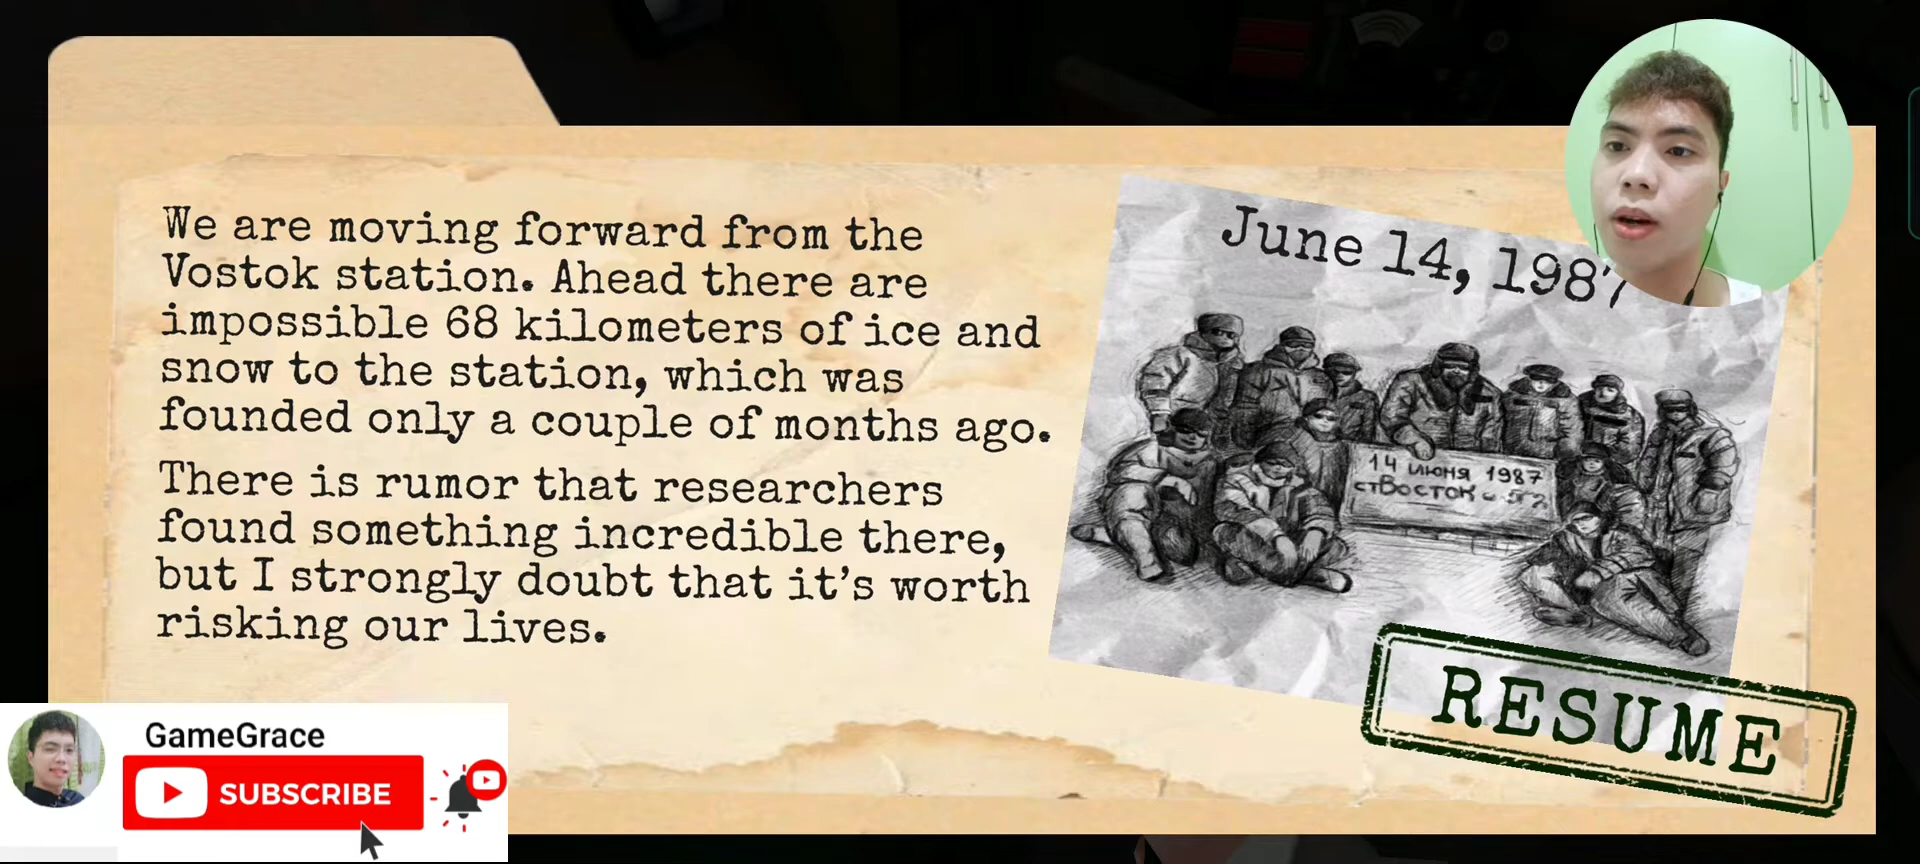 We are moving forward from the
Vostok station. Ahead there are
impossible 68 kilometers of ice and
snow to the station, which was
founded only a couple of months ago.
There is rumor that researchers
found something incredible there,
but I strongly doubt that it's worth
risking our lives.
June 14, 1987
14 июня 1987
стВосток
RESUME
GameGrace
SUBSCRIBE